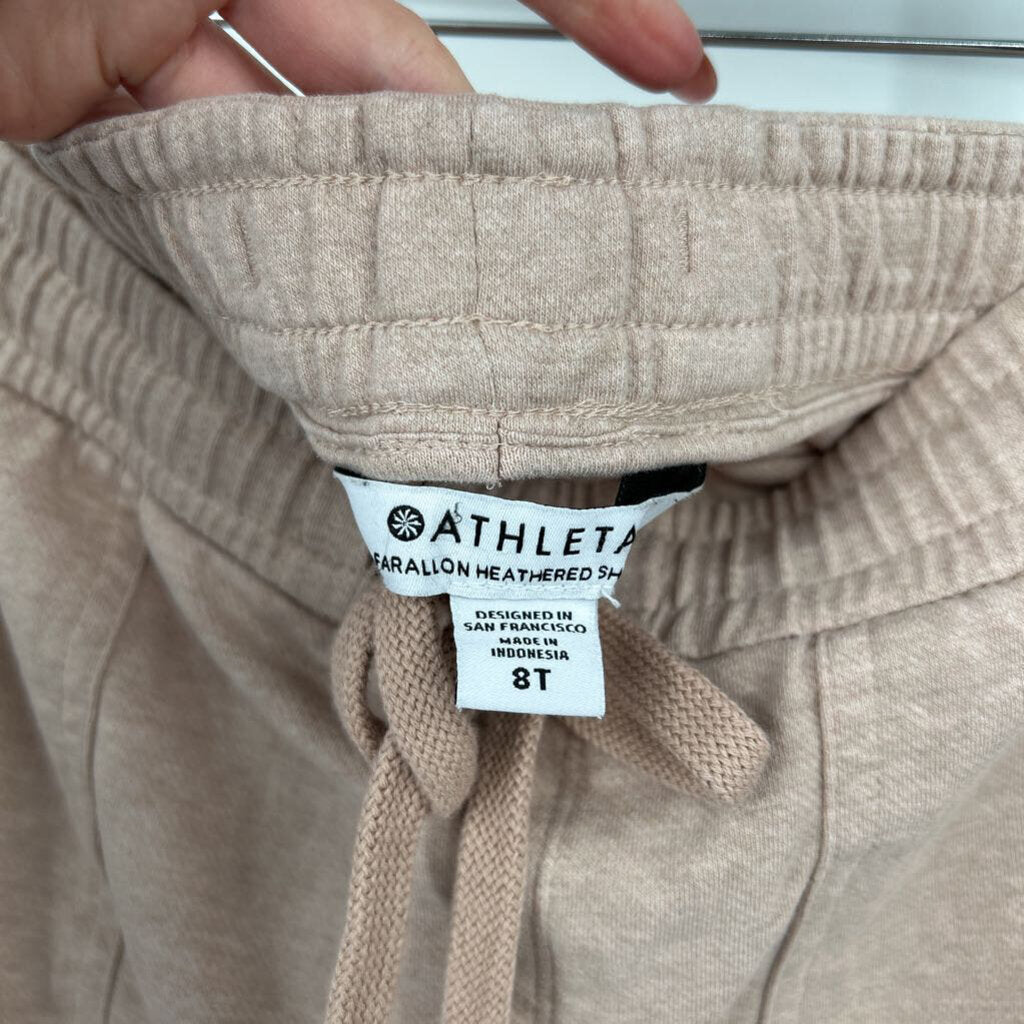 ATHLETA
FARALLON HEATHERED SH
DESIGNED IN
SAN FRANCISCO
MADE IN
INDONESIA
8T